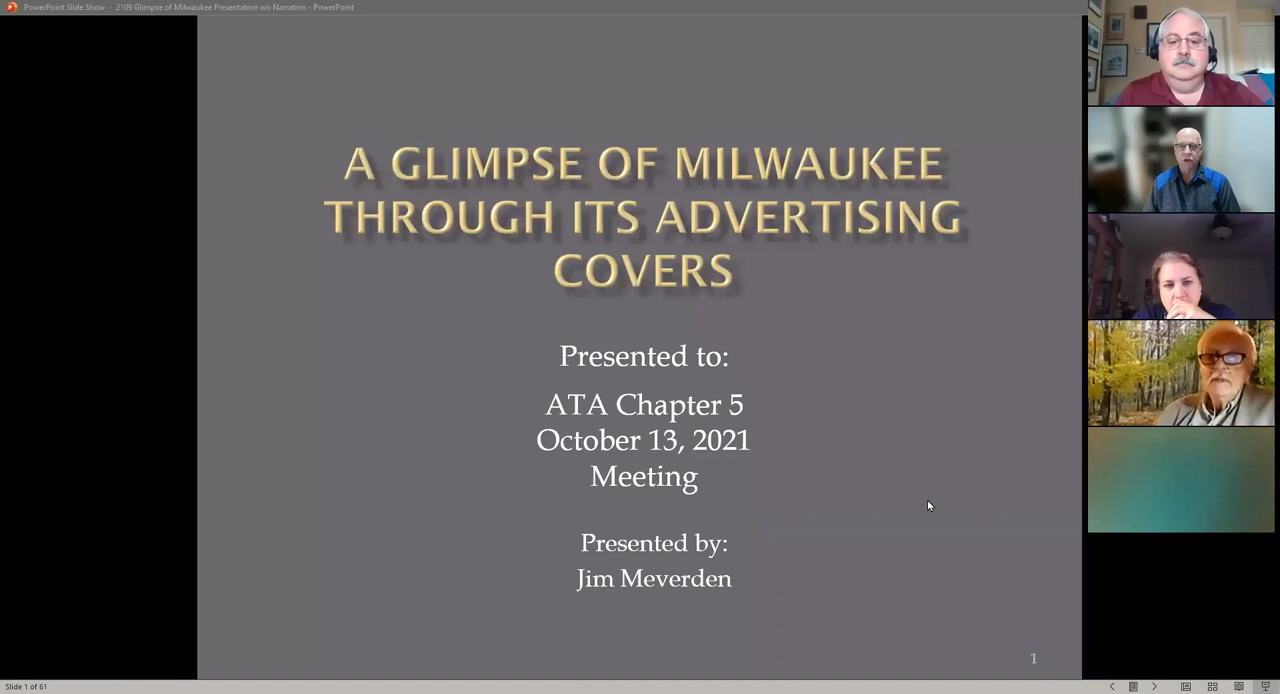 PowerPoint Slide Show - 2109 Glimpse of Milwaukee Presentation wo Narration - PowerPoint
A GLIMPSE OF MILWAUKEE
THROUGH ITS ADVERTISING
COVERS
Presented to:
ATA Chapter 5
October 13, 2021
Meeting
Presented by:
Jim Meverden
1
Slide 1 of 61